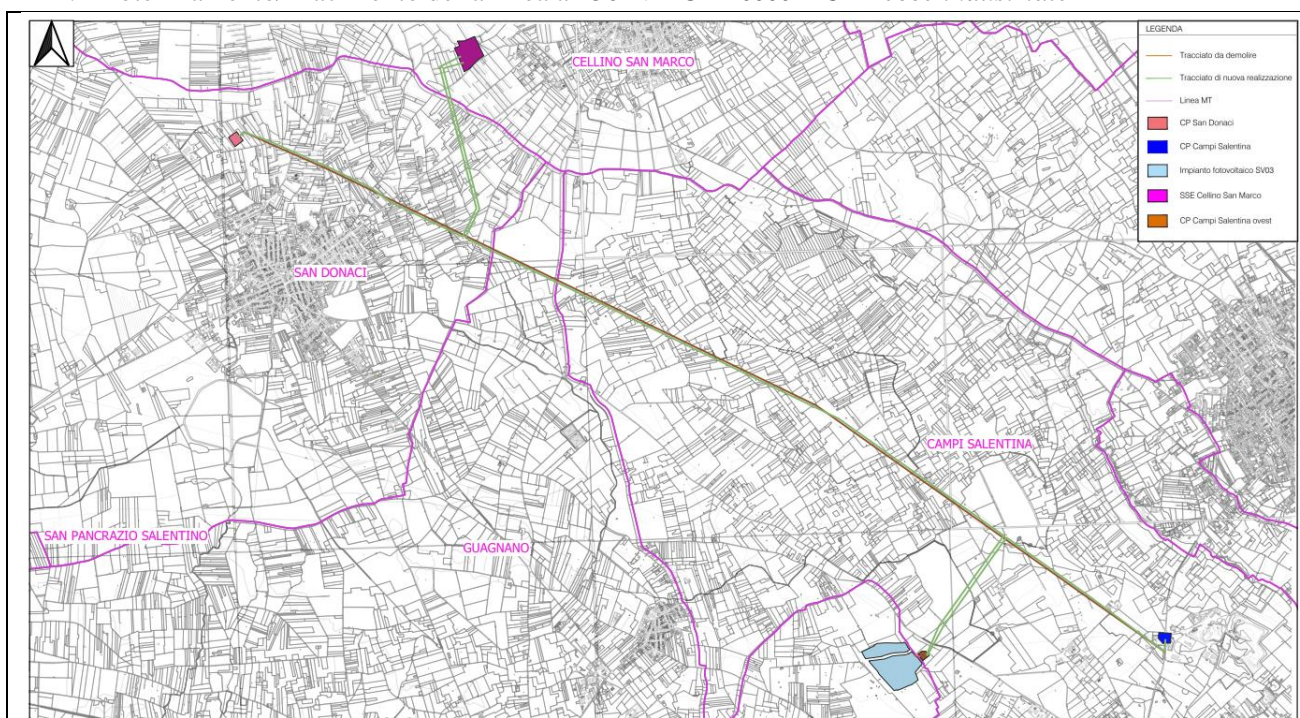 LEGENDA
Tracciato da demolire
Tracciato di nuova realizzazione
Linea MT
CP San Donaci
CP Campi Salentina
Impianto fotovoltaico SV03
SSE Cellino San Marco
CP Campi Salentina ovest
CELLINO SAN MARCO
SAN DONACI
CAMPI SALENTINA
SAN PANCRAZIO SALENTINO
GUAGNANO